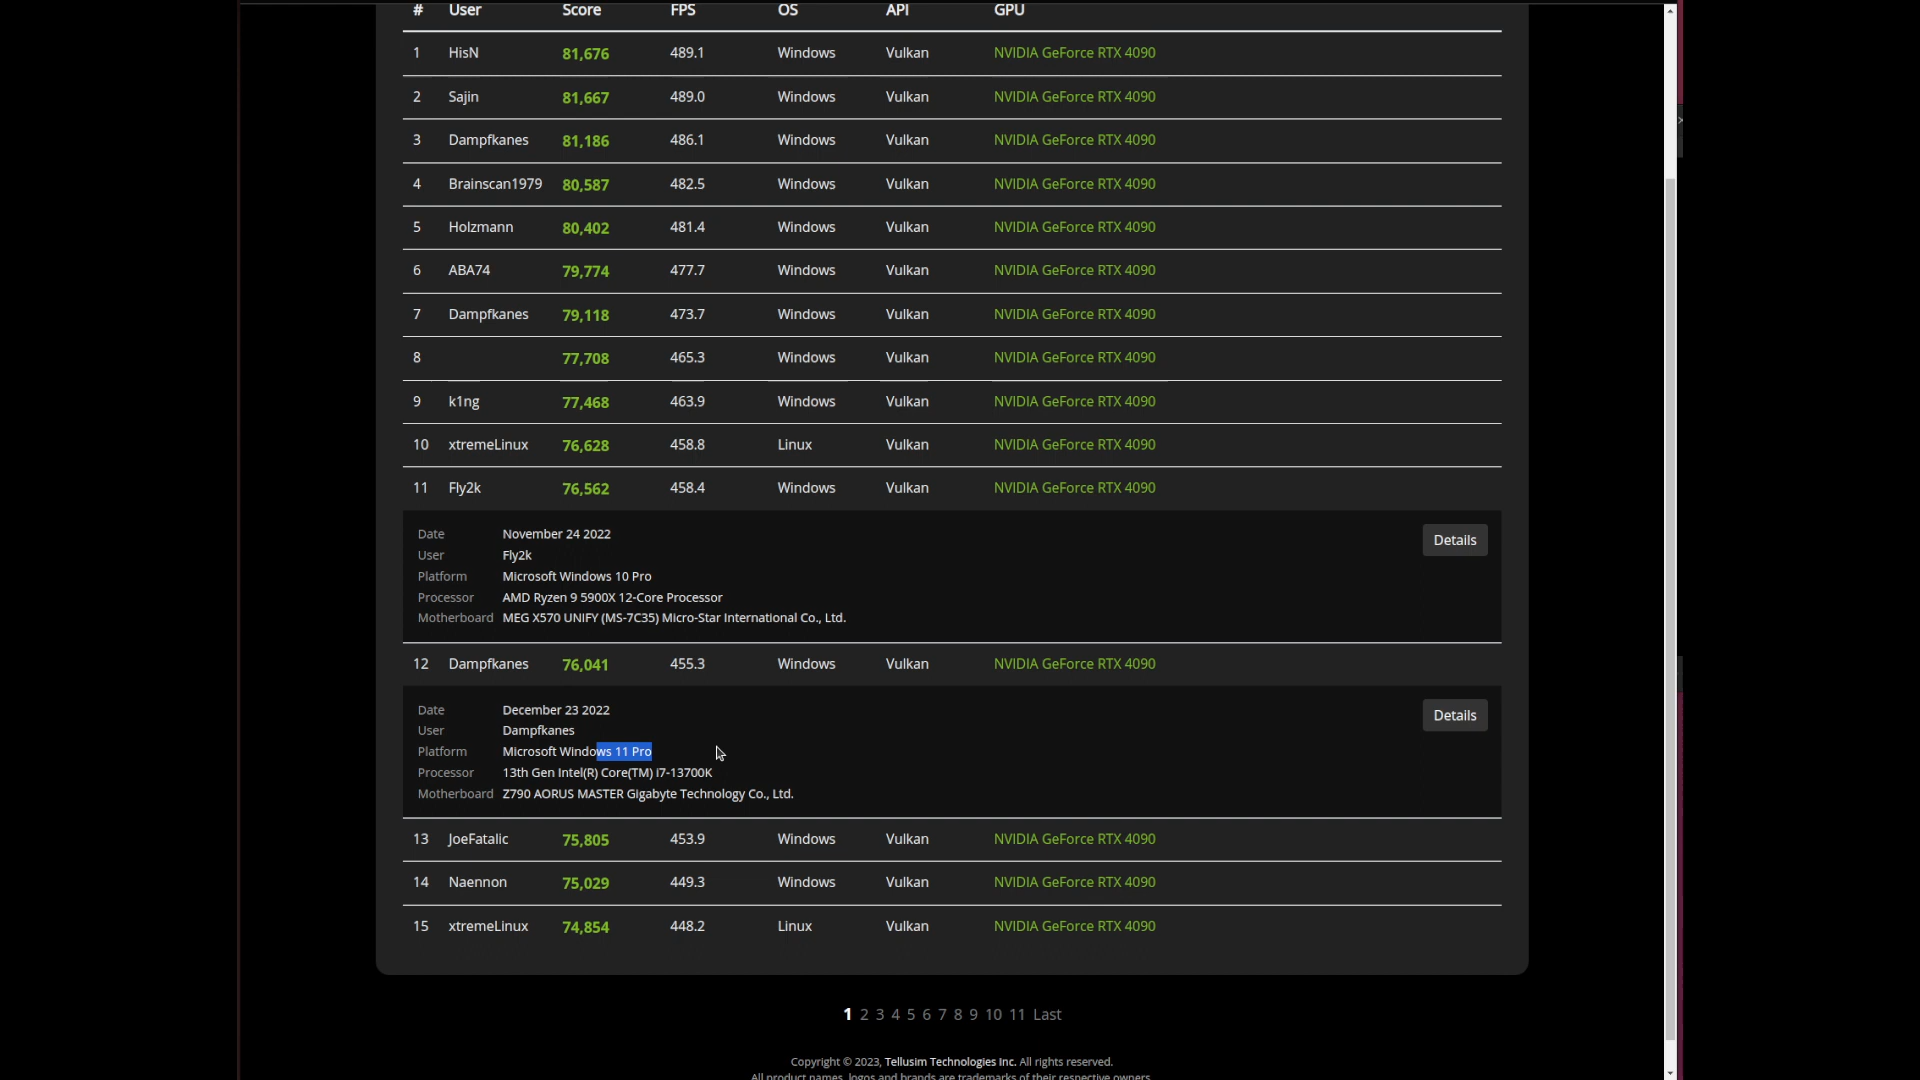 # User Score FPS OS API GPU
1 HisN 81,676 489.1 Windows Vulkan NVIDIA GeForce RTX 4090
2 Sajin 81,667 489.0 Windows Vulkan NVIDIA GeForce RTX 4090
3 Dampfkanes 81,186 486.1 Windows Vulkan NVIDIA GeForce RTX 4090
4 Brainscan1979 80,587 482.5 Windows Vulkan NVIDIA GeForce RTX 4090
5 Holzmann 80,402 481.4 Windows Vulkan NVIDIA GeForce RTX 4090
6 ABA74 79,774 477.7 Windows Vulkan NVIDIA GeForce RTX 4090
7 Dampfkanes 79,118 473.7 Windows Vulkan NVIDIA GeForce RTX 4090
8 77,708 465.3 Windows Vulkan NVIDIA GeForce RTX 4090
9 k1ng 77,468 463.9 Windows Vulkan NVIDIA GeForce RTX 4090
10 xtremeLinux 76,628 458.8 Linux Vulkan NVIDIA GeForce RTX 4090
11 Fly2k 76,562 458.4 Windows Vulkan NVIDIA GeForce RTX 4090
Date November 24 2022 Details
User Fly2k
Platform Microsoft Windows 10 Pro
Processor AMD Ryzen 9 5900X 12-Core Processor
Motherboard MEG X570 UNIFY (MS-7C35) Micro-Star International Co., Ltd.
12 Dampfkanes 76,041 455.3 Windows Vulkan NVIDIA GeForce RTX 4090
Date December 23 2022 Details
User Dampfkanes
Platform Microsoft Windows 11 Pro
Processor 13th Gen Intel(R) Core(TM) i7-13700K
Motherboard Z790 AORUS MASTER Gigabyte Technology Co., Ltd.
13 JoeFatalic 75,805 453.9 Windows Vulkan NVIDIA GeForce RTX 4090
14 Naennon 75,029 449.3 Windows Vulkan NVIDIA GeForce RTX 4090
15 xtremeLinux 74,854 448.2 Linux Vulkan NVIDIA GeForce RTX 4090
1 2 3 4 5 6 7 8 9 10 11 Last
Copyright © 2023, Tellusim Technologies Inc. All rights reserved.
All product names, logos and brands are trademarks of their respective owners